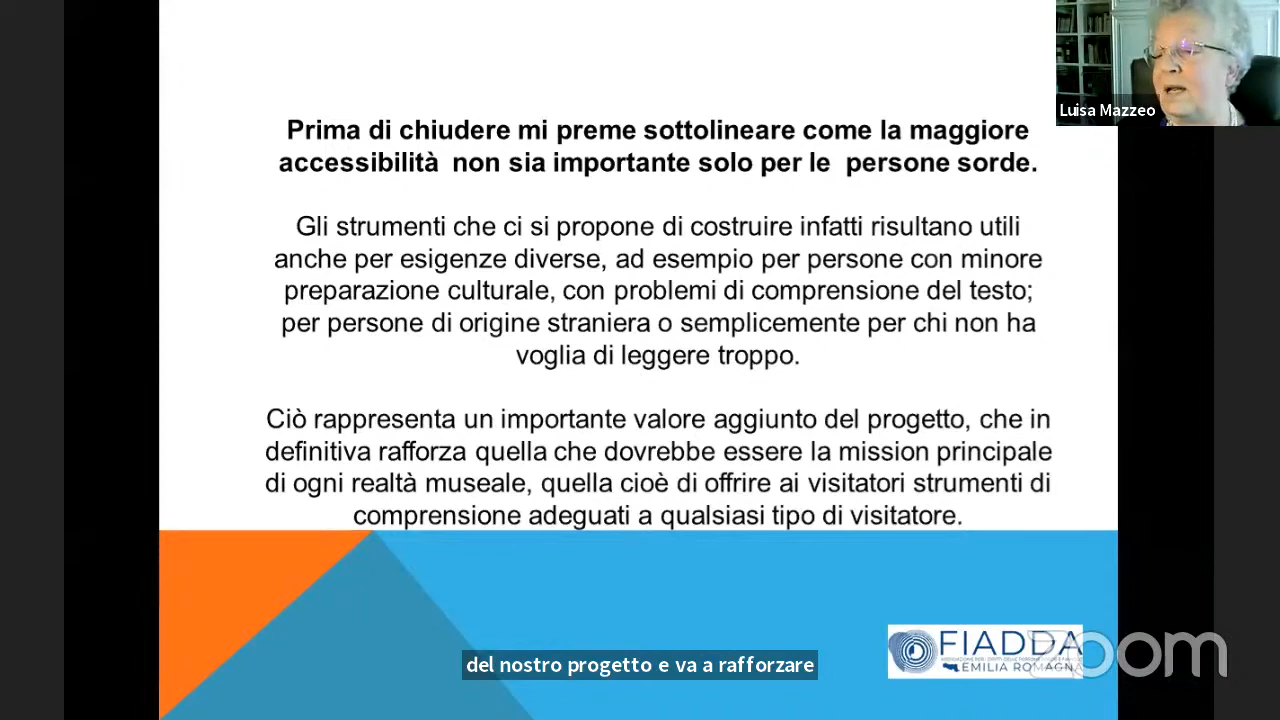 Luisa Mazzeo
Prima di chiudere mi preme sottolineare come la maggiore
accessibilità non sia importante solo per le persone sorde.
Gli strumenti che ci si propone di costruire infatti risultano utili
anche per esigenze diverse, ad esempio per persone con minore
preparazione culturale, con problemi di comprensione del testo;
per persone di origine straniera o semplicemente per chi non ha
voglia di leggere troppo.
Ciò rappresenta un importante valore aggiunto del progetto, che in
definitiva rafforza quella che dovrebbe essere la mission principale
di ogni realtà museale, quella cioè di offrire ai visitatori strumenti di
comprensione adeguati a qualsiasi tipo di visitatore.
FIADDA
EMILIA ROMAGNA
zoom
del nostro progetto e va a rafforzare